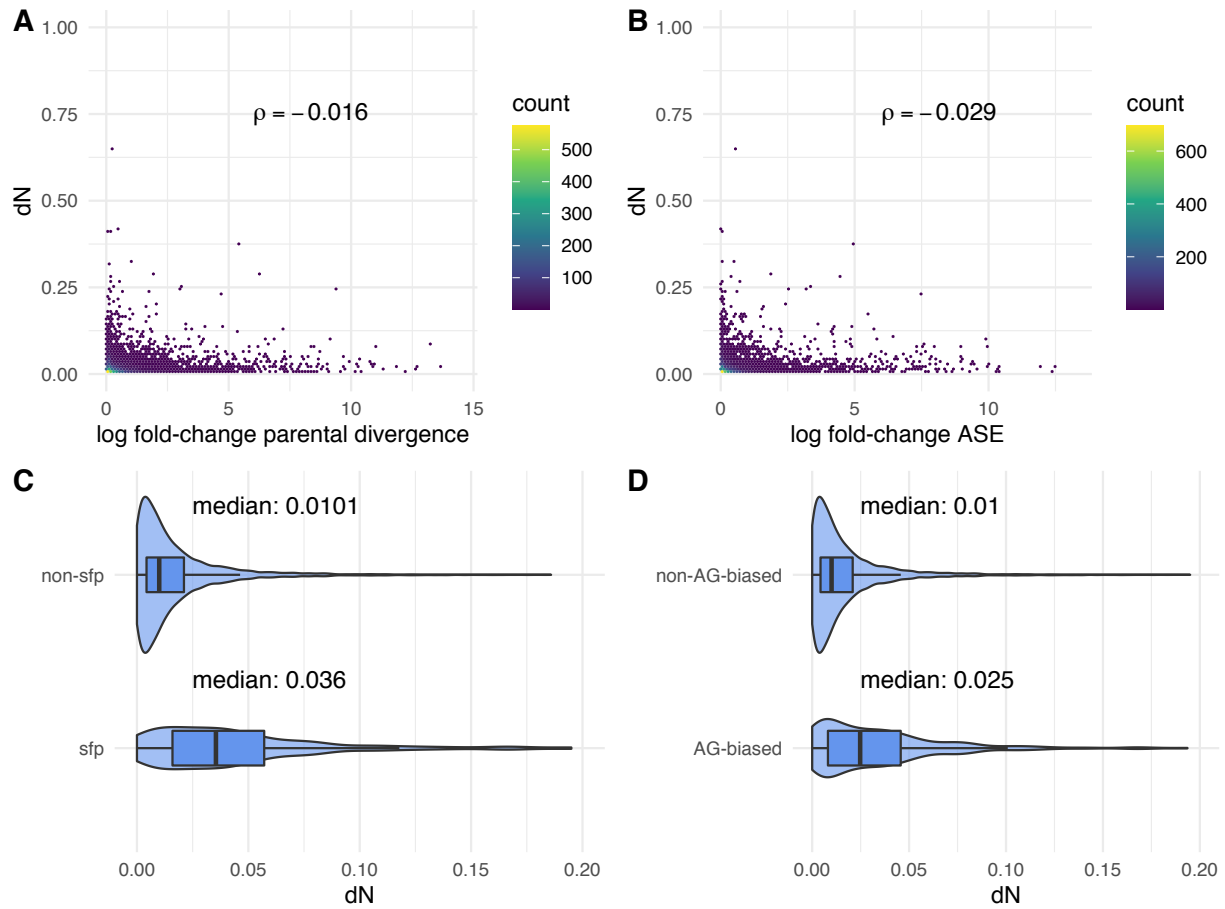 A
1.00
0.75
0.50
0.25
0.00
dN
ρ = −0.016
0 5 10 15
log fold-change parental divergence
count
500
400
300
200
100
B
1.00
0.75
0.50
0.25
0.00
dN
ρ = −0.029
0 5 10
log fold-change ASE
count
600
400
200
C
median: 0.0101
non-sfp
median: 0.036
sfp
0.00 0.05 0.10 0.15 0.20
dN
D
median: 0.01
non-AG-biased
median: 0.025
AG-biased
0.00 0.05 0.10 0.15 0.20
dN